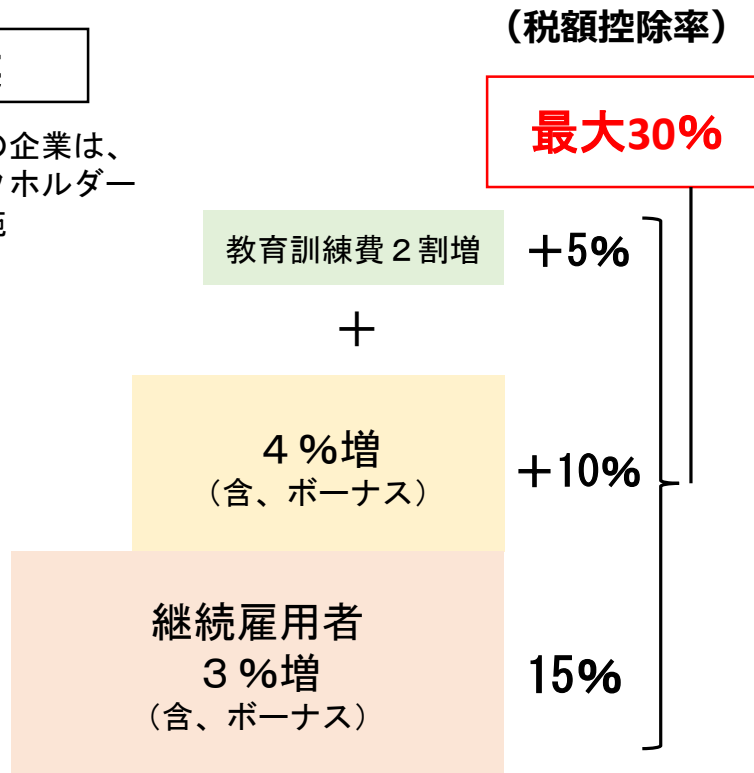 （税額控除率）
最大30%
の企業は、
ホルダー
教育訓練費２割増
＋5%
＋
４%増
（含、ボーナス）
＋10%
継続雇用者
３%増
（含、ボーナス）
15%